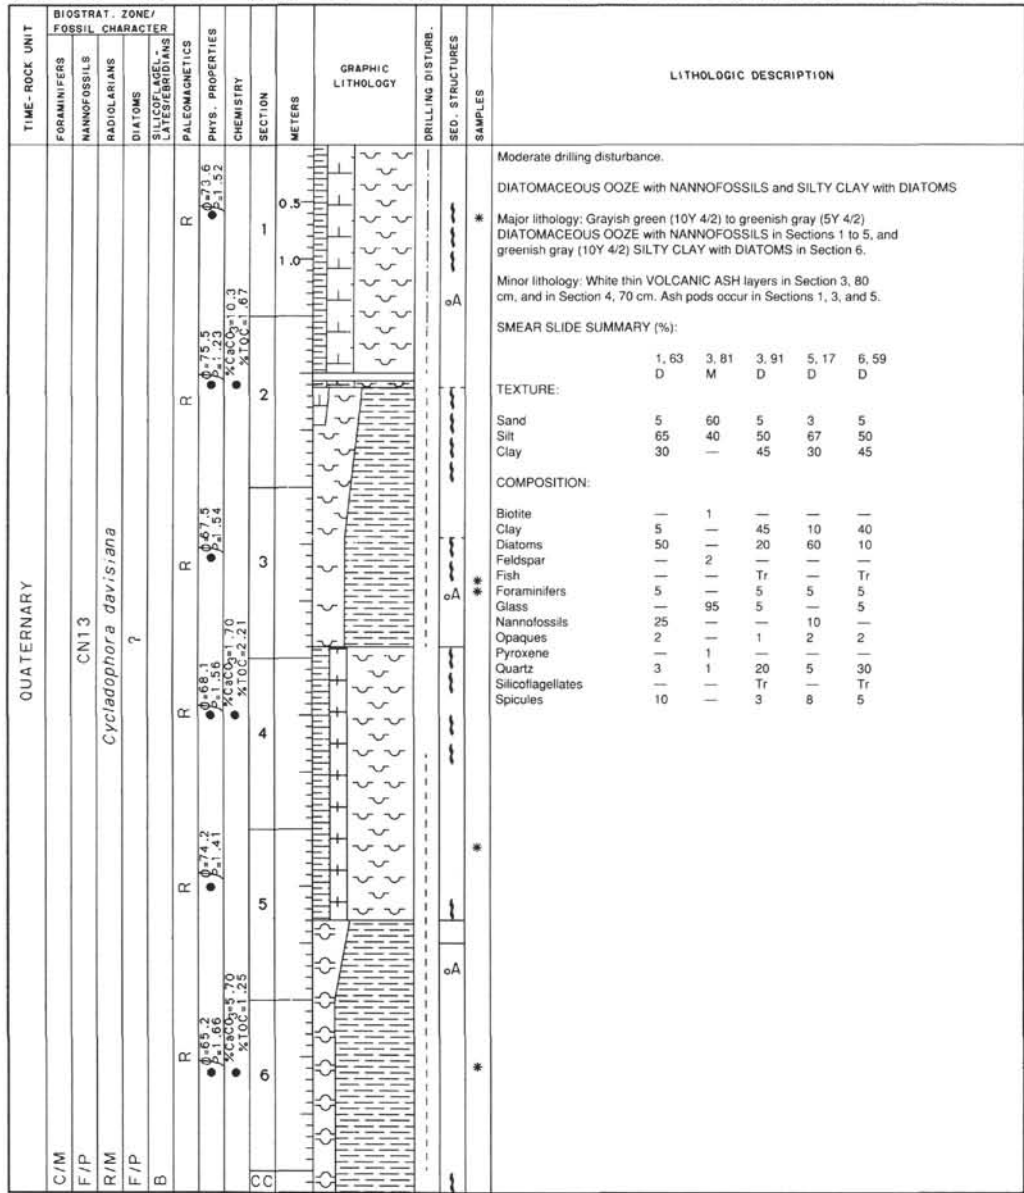 TIME-ROCK UNIT
BIOSTRAT. ZONE/
FOSSIL CHARACTER
FORAMINIFERS
NANNOFOSSILS
RADIOLARIANS
DIATOMS
SILICOFLAGEL-
LATES/EBRIDIANS
PALEOMAGNETICS
PHYS. PROPERTIES
CHEMISTRY
SECTION
METERS
GRAPHIC
LITHOLOGY
DRILLING DISTURB.
SED. STRUCTURES
SAMPLES
LITHOLOGIC DESCRIPTION
QUATERNARY
C/M
F/P
CN13
R/M
Cycladophora davisiana
F/P
?
B
R
R
R
R
R
R
Φ=73.6
ρ=1.52
Φ=75.5
ρ=1.23
Φ=67.5
ρ=1.54
Φ=68.1
ρ=1.56
Φ=74.2
ρ=1.41
Φ=65.2
ρ=1.66
%CaCO3=10.3
%TOC=1.67
%CaCO3=1.70
%TOC=2.21
%CaCO3=5.70
%TOC=1.25
1
2
3
4
5
6
CC
0.5
1.0
oA
oA
oA
*
*
*
*
*
Moderate drilling disturbance.
DIATOMACEOUS OOZE with NANNOFOSSILS and SILTY CLAY with DIATOMS
Major lithology: Grayish green (10Y 4/2) to greenish gray (5Y 4/2)
DIATOMACEOUS OOZE with NANNOFOSSILS in Sections 1 to 5, and
greenish gray (10Y 4/2) SILTY CLAY with DIATOMS in Section 6.
Minor lithology: White thin VOLCANIC ASH layers in Section 3, 80
cm, and in Section 4, 70 cm. Ash pods occur in Sections 1, 3, and 5.
SMEAR SLIDE SUMMARY (%):
1, 63 3, 81 3, 91 5, 17 6, 59
D M D D D
TEXTURE:
Sand 5 60 5 3 5
Silt 65 40 50 67 50
Clay 30 — 45 30 45
COMPOSITION:
Biotite — 1 — — —
Clay 5 — 45 10 40
Diatoms 50 — 20 60 10
Feldspar — 2 — — —
Fish — — Tr — Tr
Foraminifers 5 — 5 5 5
Glass — 95 5 — 5
Nannofossils 25 — — 10 —
Opaques 2 — 1 2 2
Pyroxene — 1 — — —
Quartz 3 1 20 5 30
Silicoflagellates — — Tr — Tr
Spicules 10 — 3 8 5